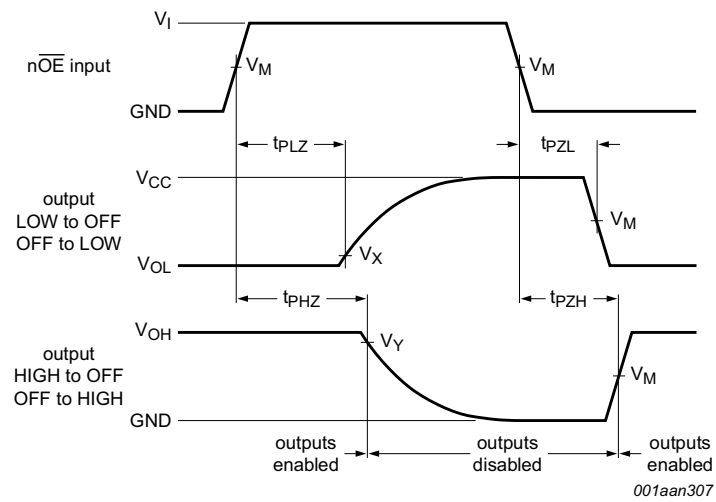 V_I
nO̅E̅ input
V_M
V_M
GND
t_PLZ
t_PZL
V_CC
output
LOW to OFF
OFF to LOW
V_M
V_OL
V_X
t_PHZ
t_PZH
V_OH
V_Y
output
HIGH to OFF
OFF to HIGH
V_M
GND
outputs
enabled
outputs
disabled
outputs
enabled
001aan307